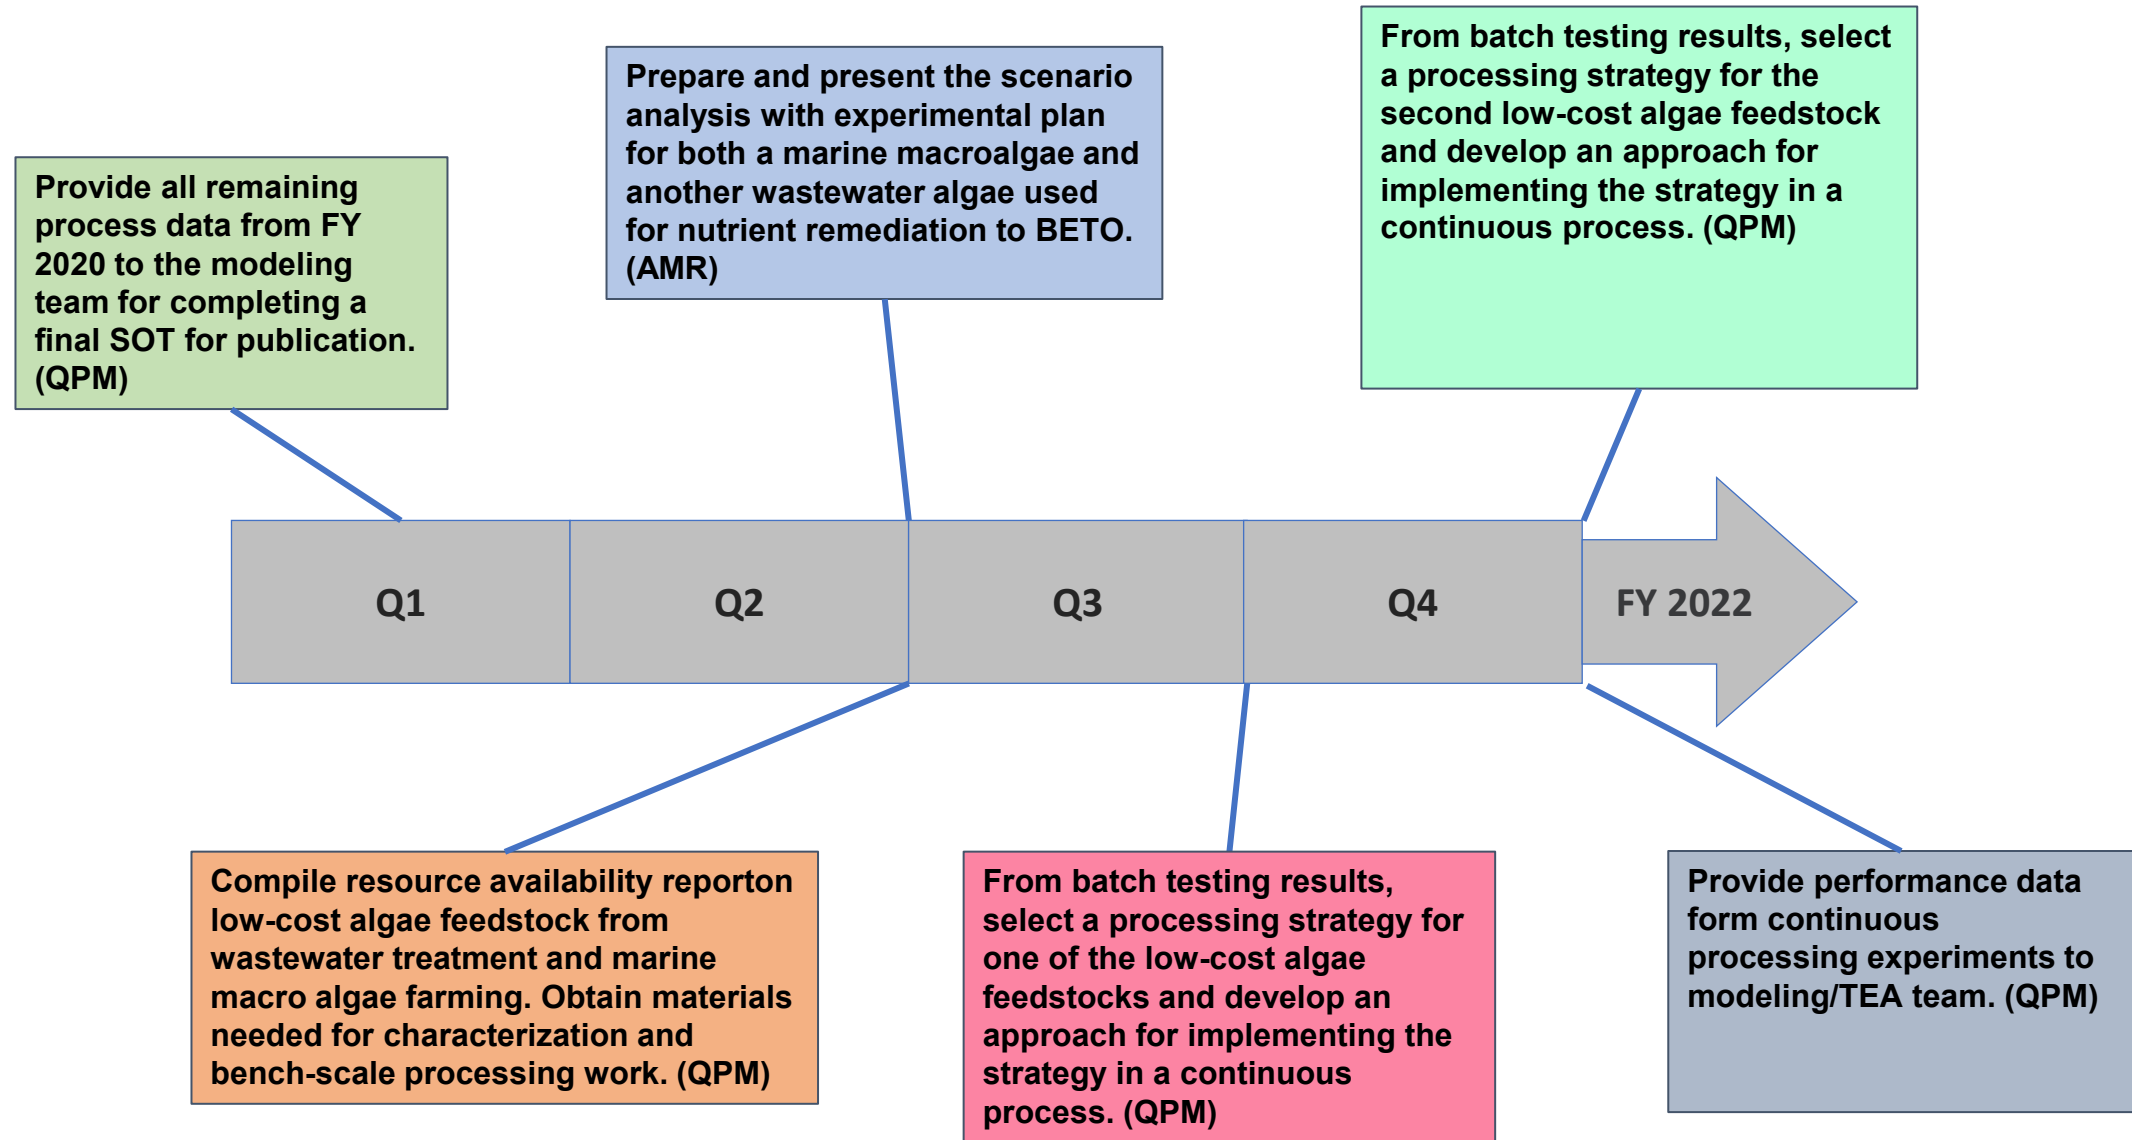 Provide all remaining
process data from FY
2020 to the modeling
team for completing a
final SOT for publication.
(QPM)
Prepare and present the scenario
analysis with experimental plan
for both a marine macroalgae and
another wastewater algae used
for nutrient remediation to BETO.
(AMR)
From batch testing results, select
a processing strategy for the
second low-cost algae feedstock
and develop an approach for
implementing the strategy in a
continuous process. (QPM)
Q1
Q2
Q3
Q4
FY 2022
Compile resource availability reporton
low-cost algae feedstock from
wastewater treatment and marine
macro algae farming. Obtain materials
needed for characterization and
bench-scale processing work. (QPM)
From batch testing results,
select a processing strategy for
one of the low-cost algae
feedstocks and develop an
approach for implementing the
strategy in a continuous
process. (QPM)
Provide performance data
form continuous
processing experiments to
modeling/TEA team. (QPM)